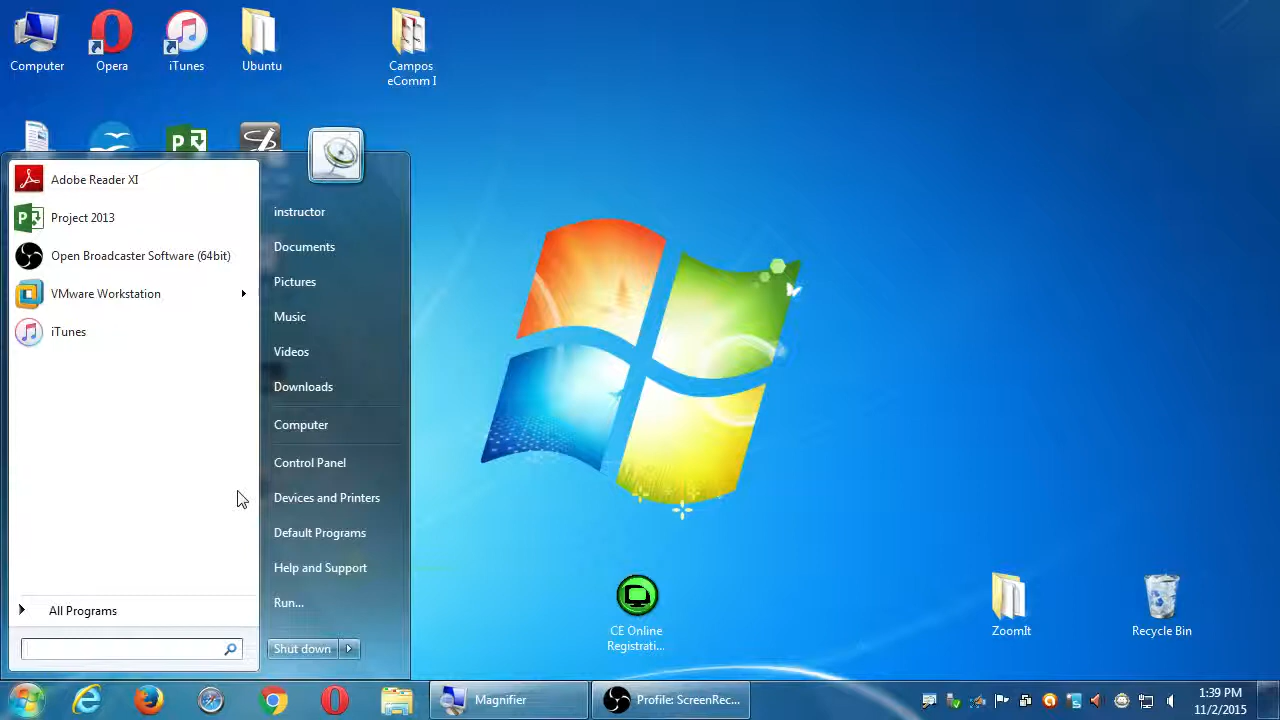 Computer
Opera
iTunes
Ubuntu
Campos
eComm I
Adobe Reader XI
Project 2013
Open Broadcaster Software (64bit)
VMware Workstation
iTunes
All Programs
instructor
Documents
Pictures
Music
Videos
Downloads
Computer
Control Panel
Devices and Printers
Default Programs
Help and Support
Run...
Shut down
CE Online
Registrati...
ZoomIt
Recycle Bin
Magnifier
Profile: ScreenRec...
1:39 PM
11/2/2015